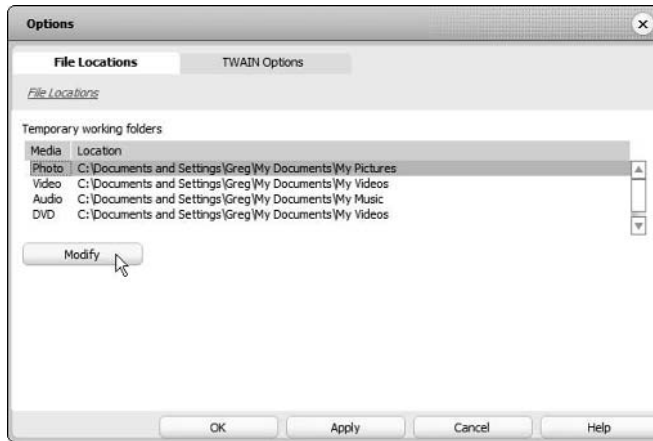 Options
File Locations TWAIN Options
File Locations
Temporary working folders
Media Location
Photo C:\Documents and Settings\Greg\My Documents\My Pictures
Video C:\Documents and Settings\Greg\My Documents\My Videos
Audio C:\Documents and Settings\Greg\My Documents\My Music
DVD C:\Documents and Settings\Greg\My Documents\My Videos
Modify
OK Apply Cancel Help